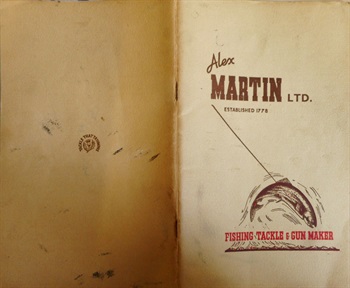 Alex
MARTIN LTD.
ESTABLISHED 1778
FISHING-TACKLE & GUN MAKER